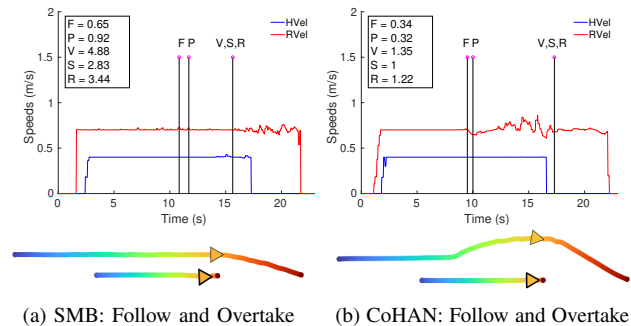 F = 0.65
P = 0.92
V = 4.88
S = 2.83
R = 3.44
F P
V,S,R
HVel
RVel
Speeds (m/s)
2
1.5
1
0.5
0
0 5 10 15 20
Time (s)
(a) SMB: Follow and Overtake
F = 0.34
P = 0.32
V = 1.35
S = 1
R = 1.22
F P
V,S,R
HVel
RVel
Speeds (m/s)
2
1.5
1
0.5
0
0 5 10 15 20
Time (s)
(b) CoHAN: Follow and Overtake